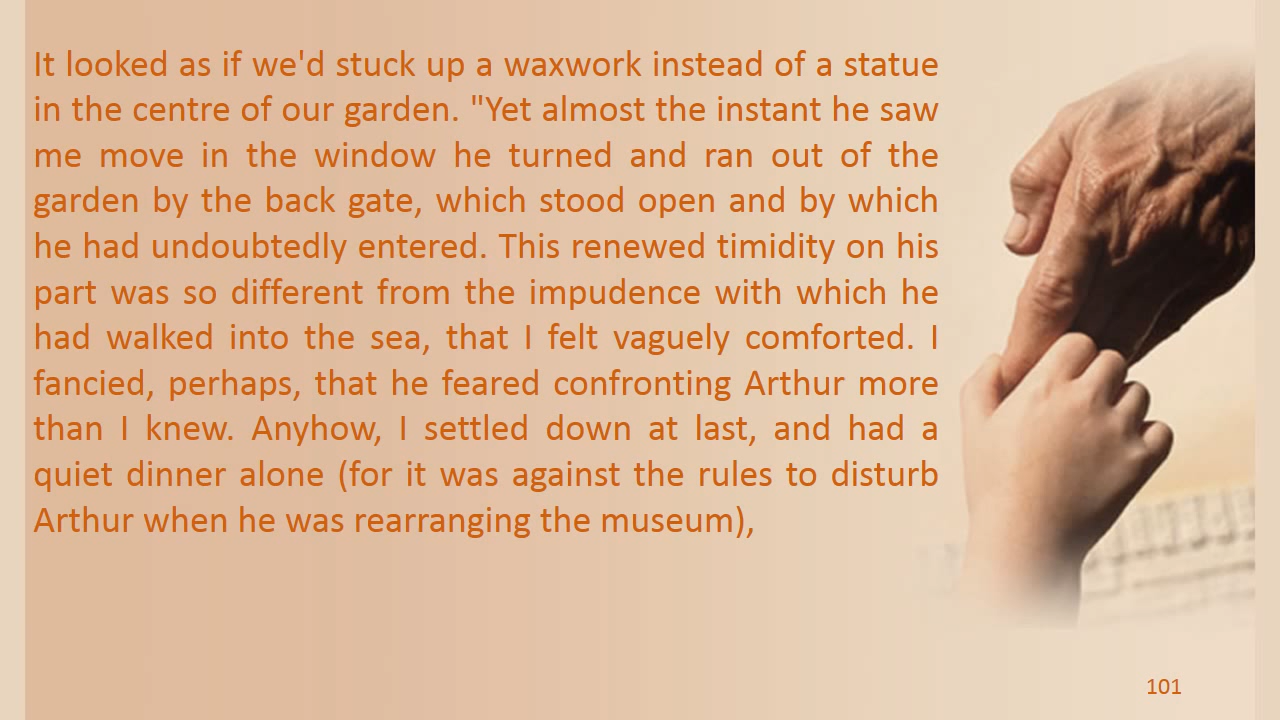 It looked as if we'd stuck up a waxwork instead of a statue
in the centre of our garden. "Yet almost the instant he saw
me move in the window he turned and ran out of the
garden by the back gate, which stood open and by which
he had undoubtedly entered. This renewed timidity on his
part was so different from the impudence with which he
had walked into the sea, that I felt vaguely comforted. I
fancied, perhaps, that he feared confronting Arthur more
than I knew. Anyhow, I settled down at last, and had a
quiet dinner alone (for it was against the rules to disturb
Arthur when he was rearranging the museum),
101